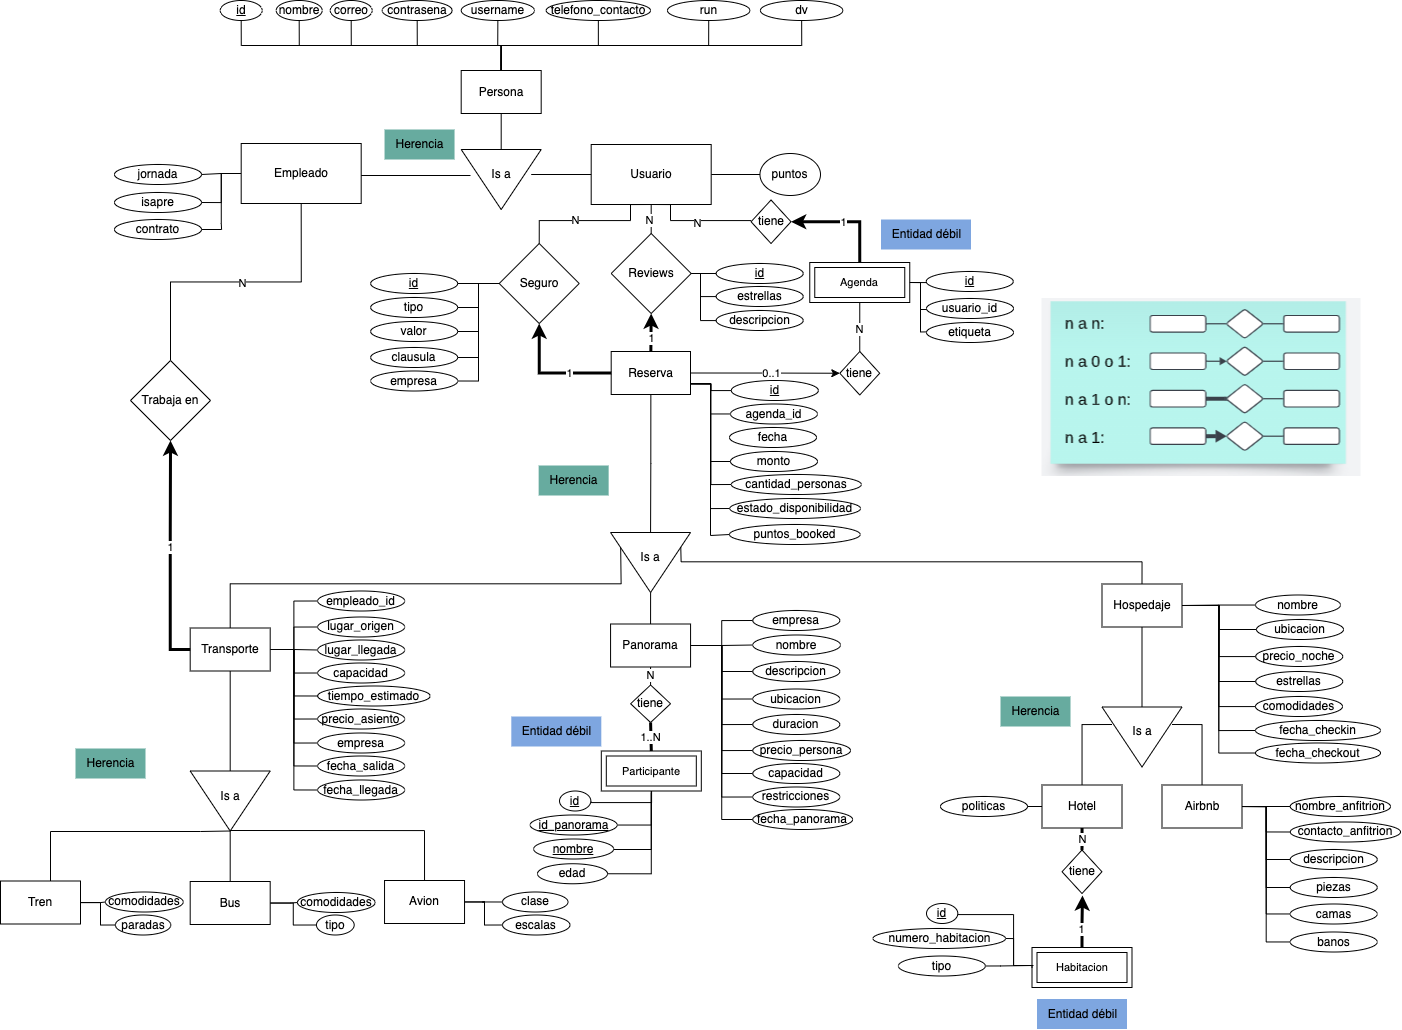 id
nombre
correo
contrasena
username
telefono_contacto
run
dv
Persona
Herencia
Is a
Empleado
jornada
isapre
contrato
Usuario
puntos
N
N
N
tiene
1
Entidad débil
N
Seguro
id
tipo
valor
clausula
empresa
Reviews
id
estrellas
descripcion
Agenda
id
usuario_id
etiqueta
1
1
N
Reserva
0..1
tiene
id
agenda_id
fecha
monto
cantidad_personas
estado_disponibilidad
puntos_booked
n a n:
n a 0 o 1:
n a 1 o n:
n a 1:
Trabaja en
1
Herencia
Is a
Transporte
empleado_id
lugar_origen
lugar_llegada
capacidad
tiempo_estimado
precio_asiento
empresa
fecha_salida
fecha_llegada
Panorama
empresa
nombre
descripcion
ubicacion
duracion
precio_persona
capacidad
restricciones
fecha_panorama
N
tiene
1..N
Entidad débil
Participante
id
id_panorama
nombre
edad
Hospedaje
nombre
ubicacion
precio_noche
estrellas
comodidades
fecha_checkin
fecha_checkout
Herencia
Is a
Herencia
Is a
Tren
comodidades
paradas
Bus
comodidades
tipo
Avion
clase
escalas
politicas
Hotel
Airbnb
nombre_anfitrion
contacto_anfitrion
descripcion
piezas
camas
banos
N
tiene
1
id
numero_habitacion
tipo
Habitacion
Entidad débil